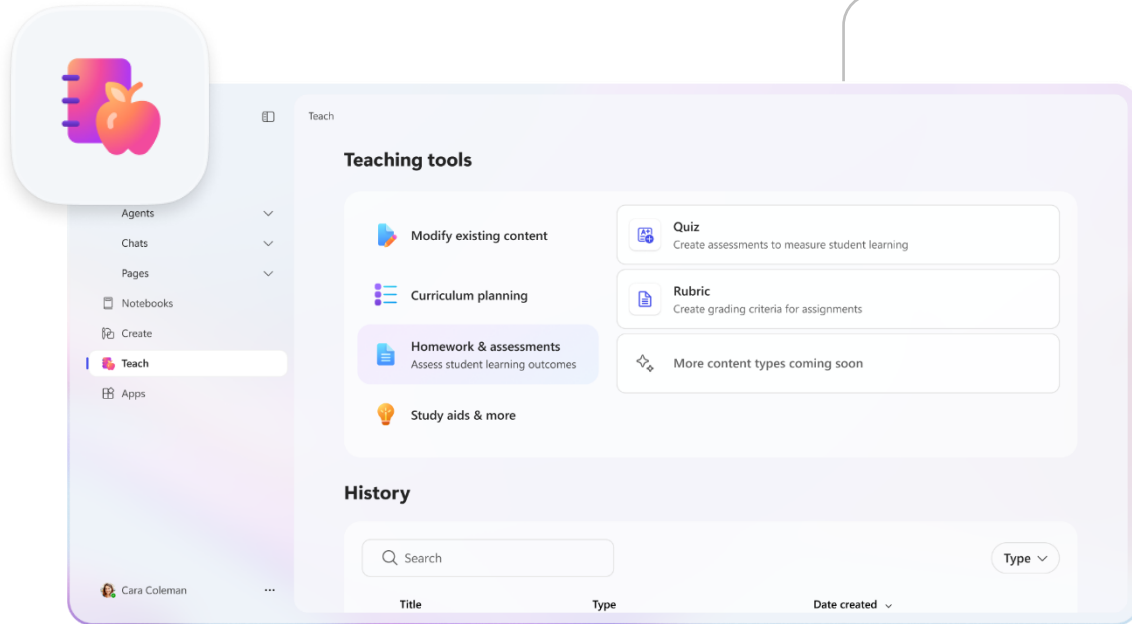 Teach
Agents
Chats
Pages
Notebooks
Create
Teach
Apps
Cara Coleman
Teaching tools
Modify existing content
Curriculum planning
Homework & assessments
Assess student learning outcomes
Study aids & more
Quiz
Create assessments to measure student learning
Rubric
Create grading criteria for assignments
More content types coming soon
History
Search
Type
Title Type Date created